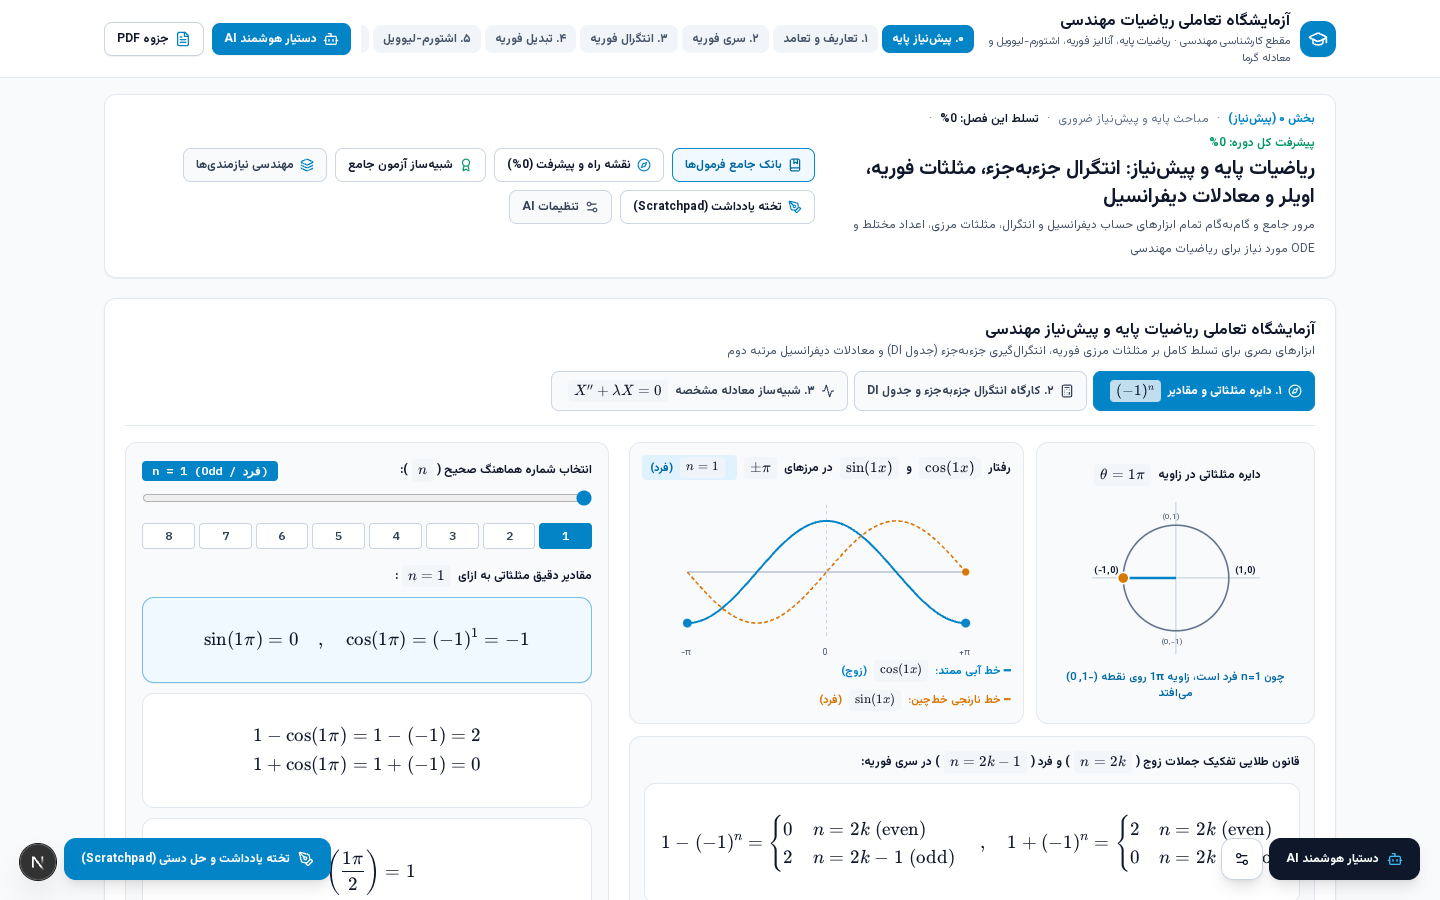 آزمایشگاه تعاملی ریاضیات مهندسی
مقطع کارشناسی مهندسی · ریاضیات پایه، آنالیز فوریه، اشتورم-لیوویل و
معادله گرما
۰. پیش‌نیاز پایه
۱. تعاریف و تعامد
۲. سری فوریه
۳. انتگرال فوریه
۴. تبدیل فوریه
۵. اشتورم-لیوویل
دستیار هوشمند AI
جزوه PDF
بخش ۰ (پیش‌نیاز) · مباحث پایه و پیش‌نیاز ضروری · تسلط این فصل: 0% ·
پیشرفت کل دوره: 0%
ریاضیات پایه و پیش‌نیاز: انتگرال جزءبه‌جزء، مثلثات فوریه،
اویلر و معادلات دیفرانسیل
مرور جامع و گام‌به‌گام تمام ابزارهای حساب دیفرانسیل و انتگرال، مثلثات مرزی، اعداد مختلط و
ODE مورد نیاز برای ریاضیات مهندسی
بانک جامع فرمول‌ها
نقشه راه و پیشرفت (0%)
شبیه‌ساز آزمون جامع
مهندسی نیازمندی‌ها
تخته یادداشت (Scratchpad)
تنظیمات AI
آزمایشگاه تعاملی ریاضیات پایه و پیش‌نیاز مهندسی
ابزارهای بصری برای تسلط کامل بر مثلثات مرزی فوریه، انتگرال‌گیری جزءبه‌جزء (جدول DI) و معادلات دیفرانسیل مرتبه دوم
۱. دایره مثلثاتی و مقادیر (−1)ⁿ
۲. کارگاه انتگرال جزءبه‌جزء و جدول DI
۳. شبیه‌ساز معادله مشخصه X″ + λX = 0
دایره مثلثاتی در زاویه θ = 1π
(0,1)
(-1,0)
(1,0)
(0,-1)
چون n=1 فرد است، زاویه 1π روی نقطه (-1, 0)
می‌افتد
رفتار cos(1x) و sin(1x) در مرزهای ±π
n = 1 (فرد)
-π
0
+π
━ خط آبی ممتد: cos(1x) (زوج)
━ خط نارنجی خط‌چین: sin(1x) (فرد)
قانون طلایی تفکیک جملات زوج (n = 2k) و فرد (n = 2k − 1) در سری فوریه:
1 − (−1)ⁿ = { 0 n = 2k (even)
2 n = 2k − 1 (odd)
, 1 + (−1)ⁿ = { 2 n = 2k (even)
0 n = 2k
انتخاب شماره هماهنگ صحیح (n):
n = 1 (Odd / فرد)
1
2
3
4
5
6
7
8
مقادیر دقیق مثلثاتی به ازای n = 1 :
sin(1π) = 0 , cos(1π) = (−1)¹ = −1
1 − cos(1π) = 1 − (−1) = 2
1 + cos(1π) = 1 + (−1) = 0
(1π/2) = 1
تخته یادداشت و حل دستی (Scratchpad)
دستیار هوشمند AI
N